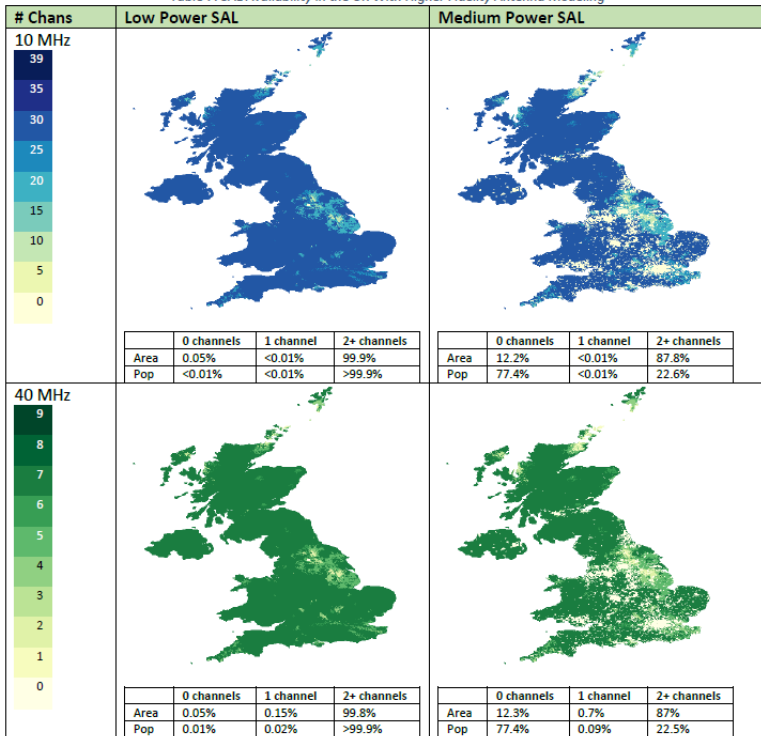 # Chans Low Power SAL Medium Power SAL
10 MHz
39
35
30
25
20
15
10
5
0
0 channels 1 channel 2+ channels
Area 0.05% <0.01% 99.9%
Pop <0.01% <0.01% >99.9%
0 channels 1 channel 2+ channels
Area 12.2% <0.01% 87.8%
Pop 77.4% <0.01% 22.6%
40 MHz
9
8
7
6
5
4
3
2
1
0
0 channels 1 channel 2+ channels
Area 0.05% 0.15% 99.8%
Pop 0.01% 0.02% >99.9%
0 channels 1 channel 2+ channels
Area 12.3% 0.7% 87%
Pop 77.4% 0.09% 22.5%